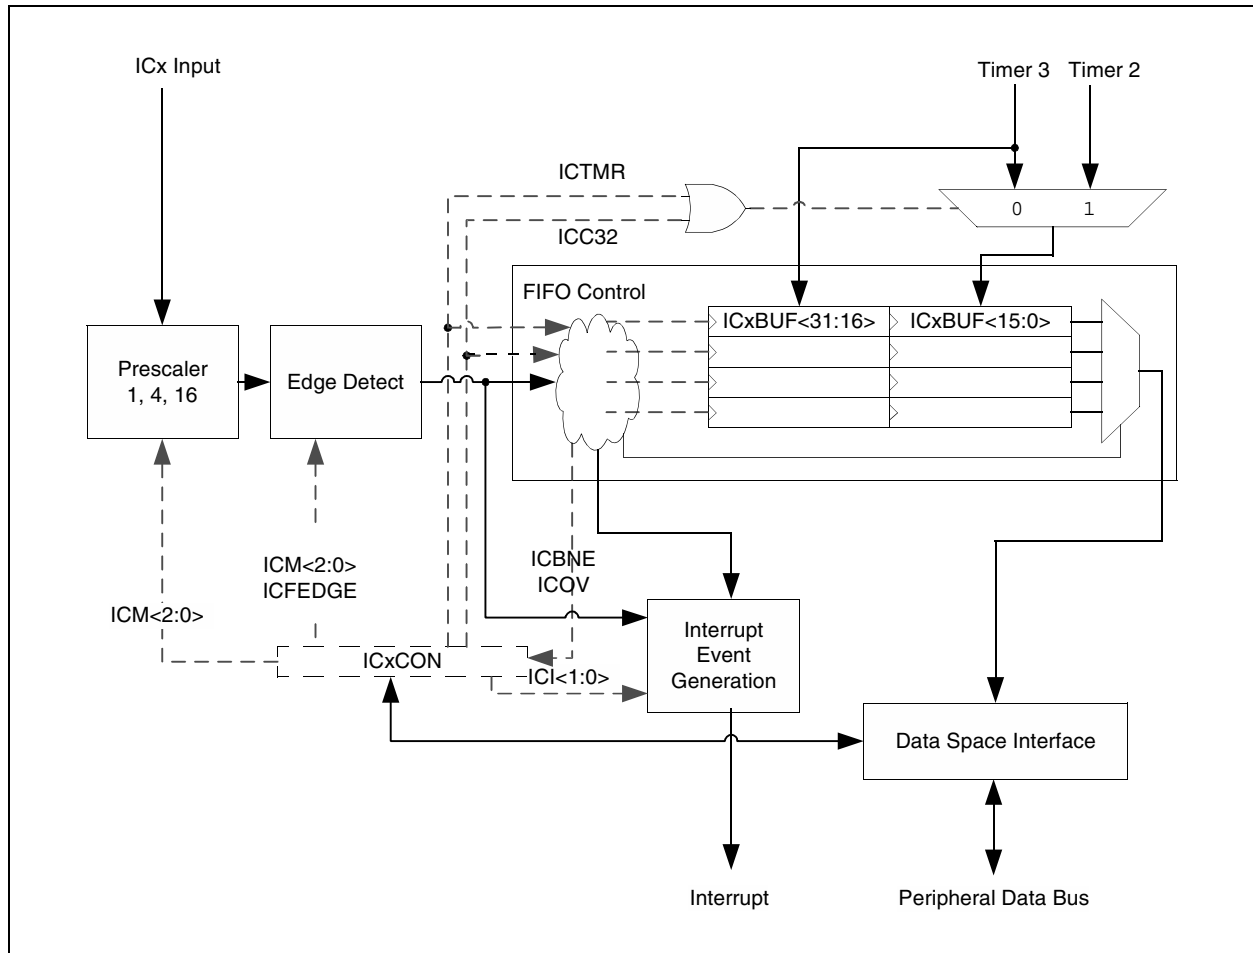 ICx Input
Timer 3
Timer 2
ICTMR
ICC32
0
1
FIFO Control
ICxBUF<31:16>
ICxBUF<15:0>
Prescaler
1, 4, 16
Edge Detect
ICM<2:0>
ICFEDGE
ICBNE
ICOV
ICM<2:0>
ICxCON
ICI<1:0>
Interrupt
Event
Generation
Data Space Interface
Interrupt
Peripheral Data Bus